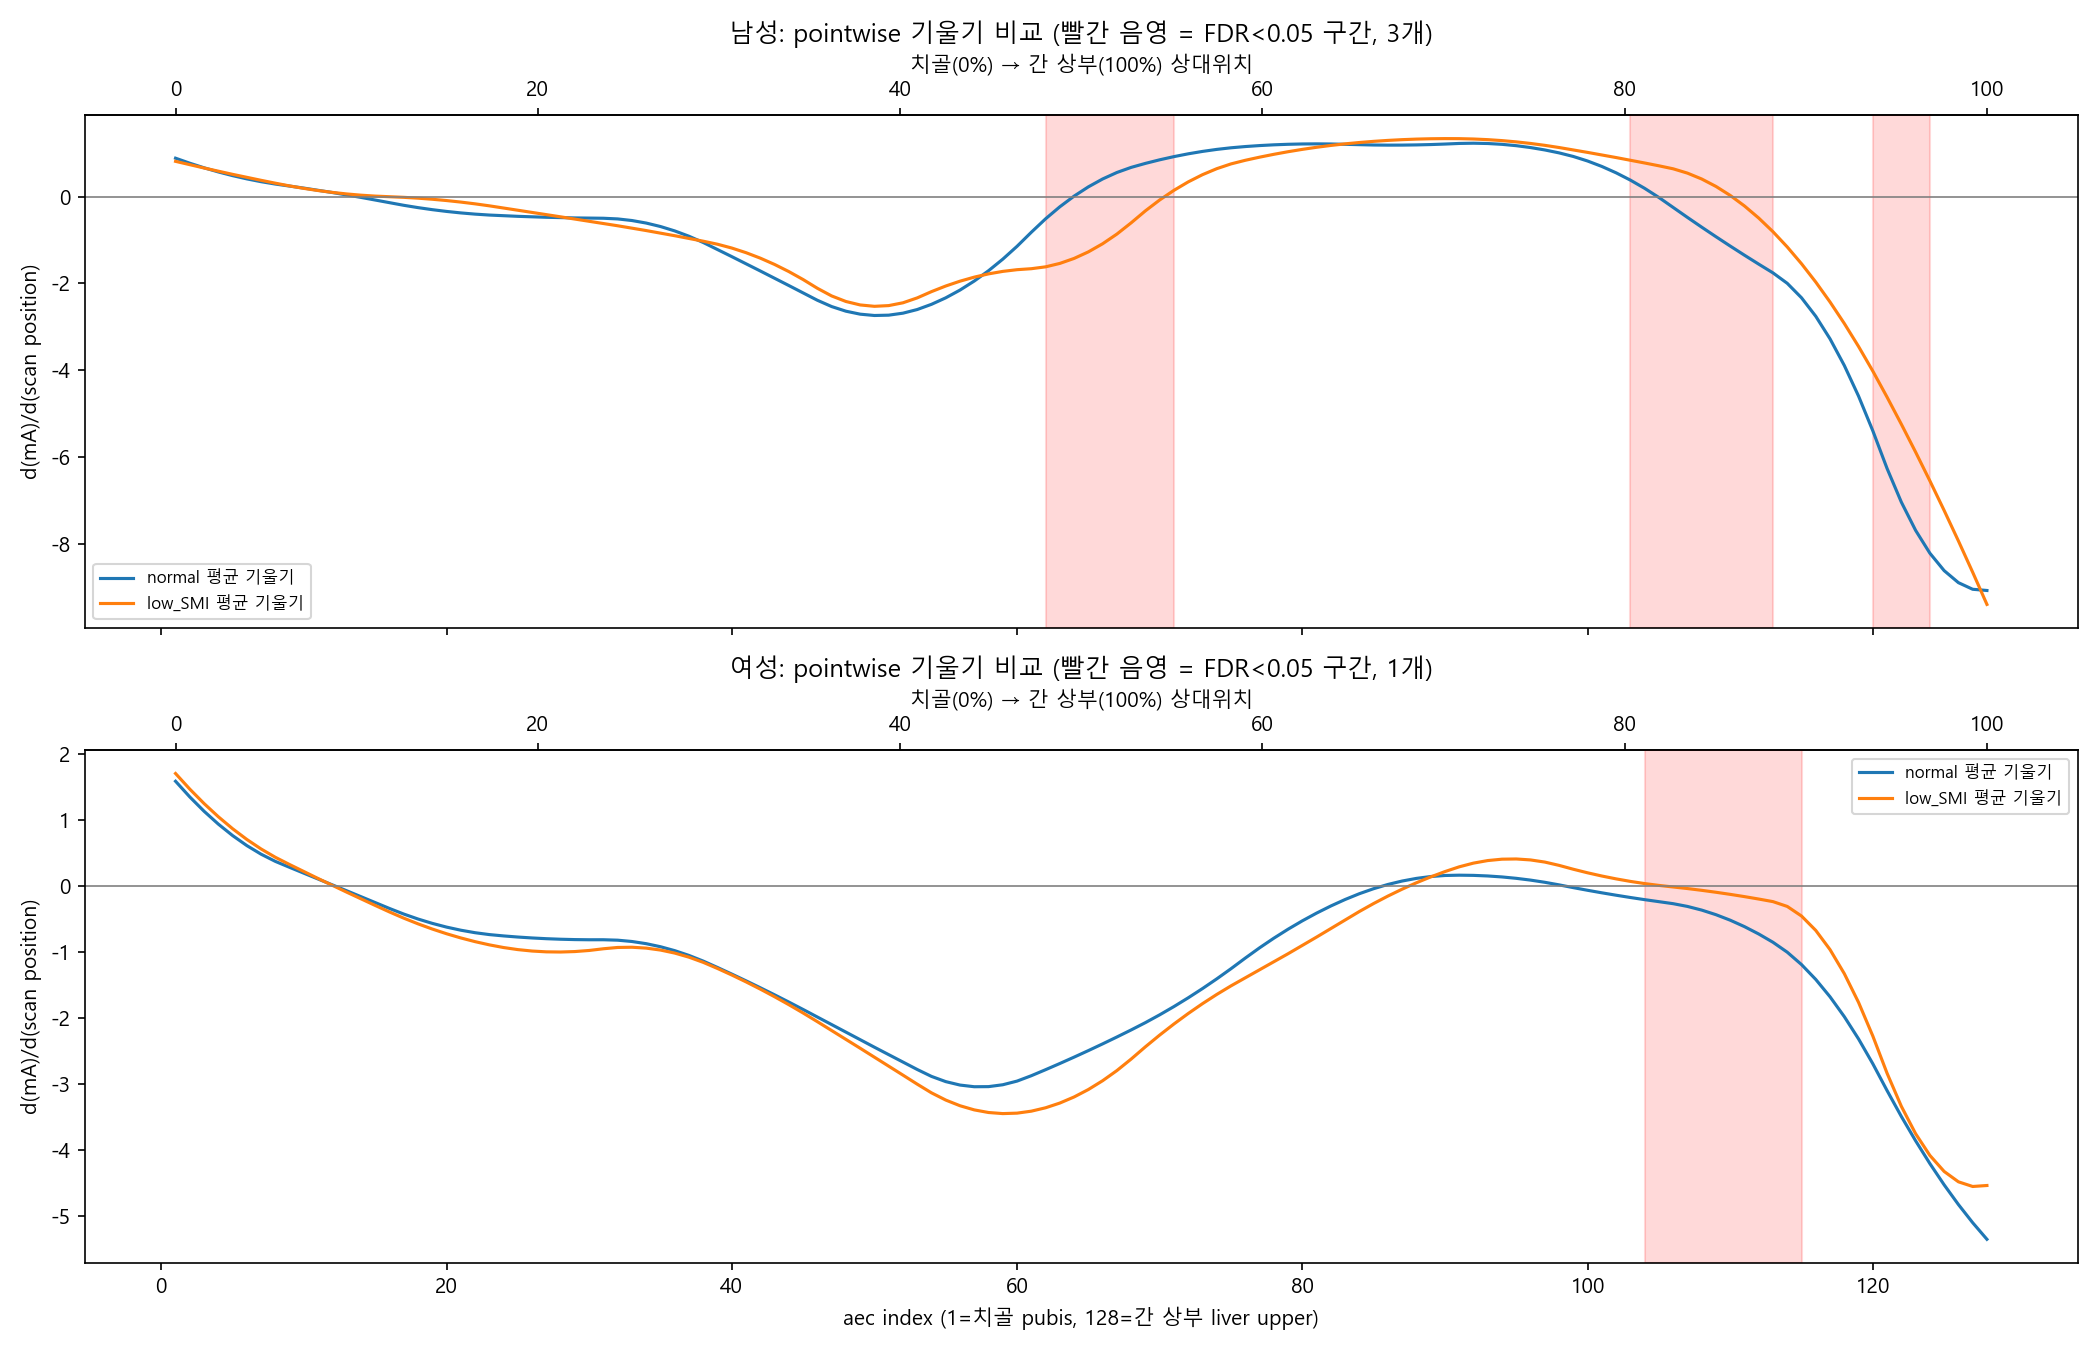 남성: pointwise 기울기 비교 (빨간 음영 = FDR<0.05 구간, 3개)
치골(0%) → 간 상부(100%) 상대위치
0 20 40 60 80 100
0
-2
-4
-6
-8
d(mA)/d(scan position)
normal 평균 기울기
low_SMI 평균 기울기
여성: pointwise 기울기 비교 (빨간 음영 = FDR<0.05 구간, 1개)
치골(0%) → 간 상부(100%) 상대위치
0 20 40 60 80 100
2
1
0
-1
-2
-3
-4
-5
d(mA)/d(scan position)
normal 평균 기울기
low_SMI 평균 기울기
0 20 40 60 80 100 120
aec index (1=치골 pubis, 128=간 상부 liver upper)